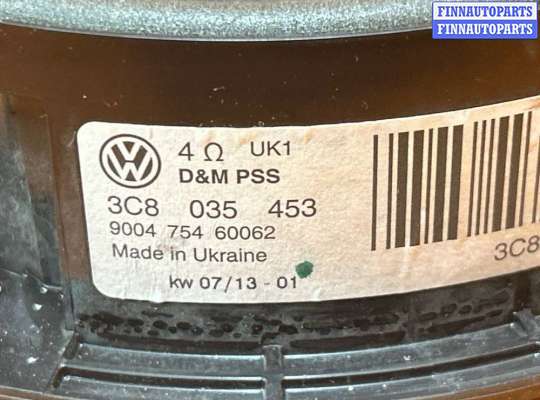 FINNAUTOPARTS
FINNAUTOPARTS
VW
4 Ω UK1
D&M PSS
3C8 035 453
9004 754 60062
Made in Ukraine
kw 07/13 - 01
3C8